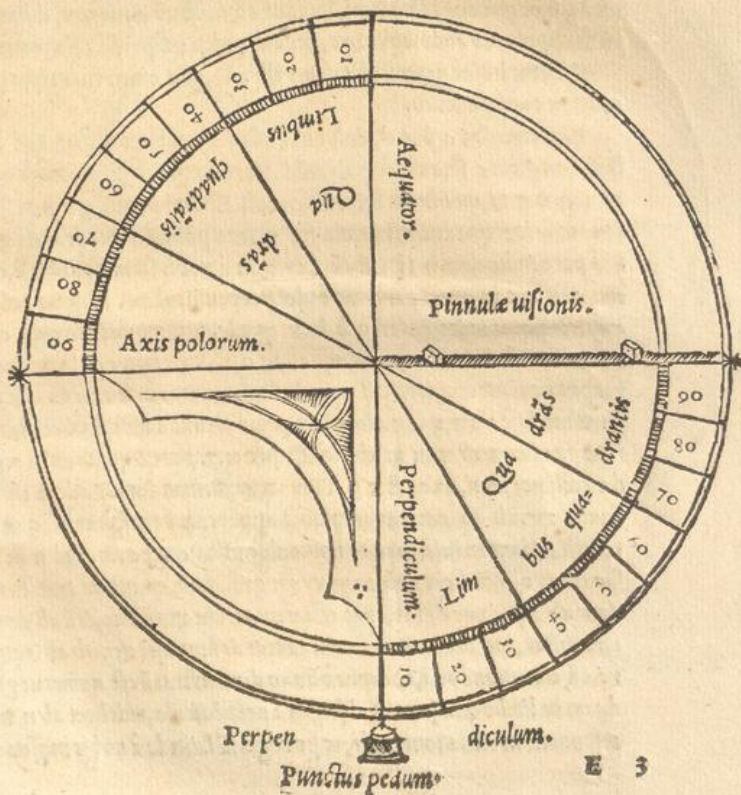 10
20
30
40
50
60
70
80
90
Limbus
quadrātis
Qua
drās
Aequator.
Pinnulæ uisionis.
Axis polorum.
Qua drās
Lim
bus qua=
drantis
Perpendiculum
90
80
70
60
50
40
30
20
10
Perpen diculum.
Punctus pedum.
E 3